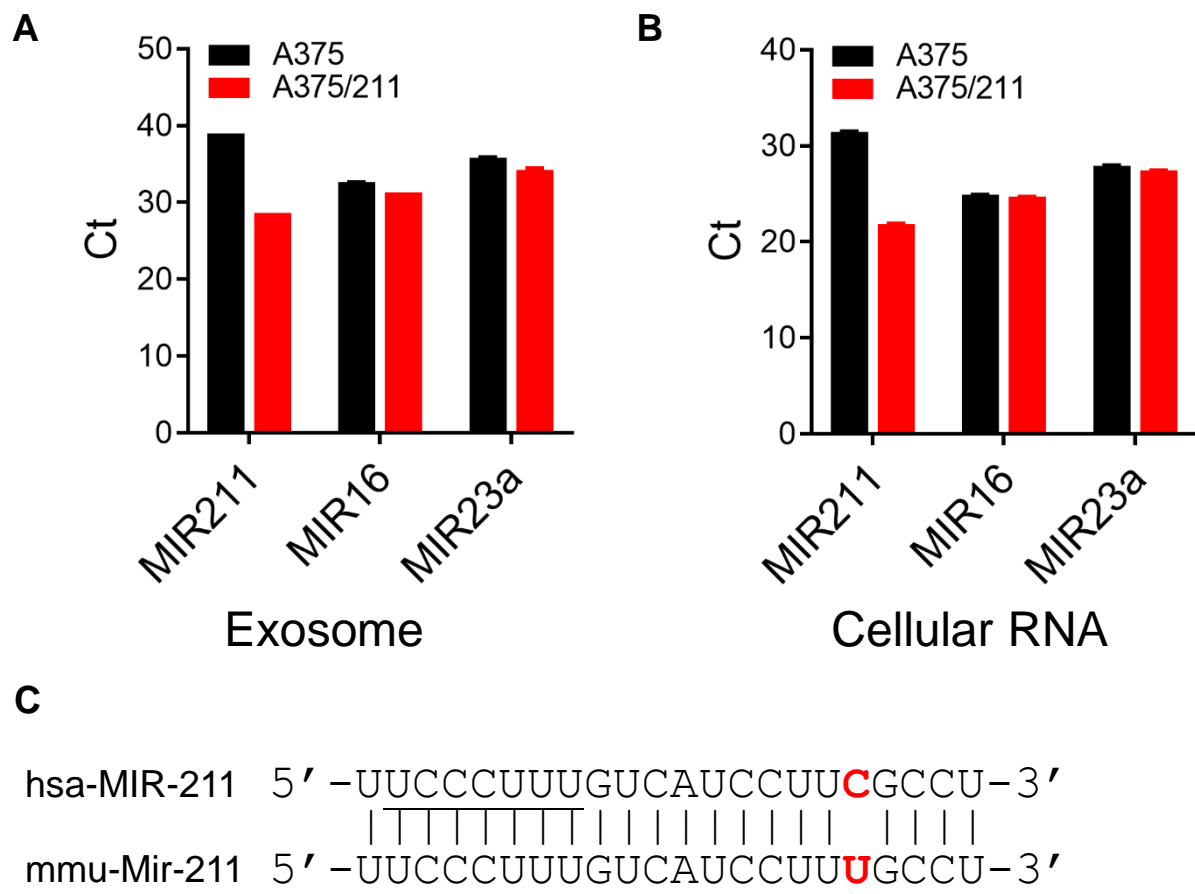 A
50
40
30
20
10
0
Ct
A375
A375/211
MIR211
MIR16
MIR23a
Exosome
B
40
30
20
10
0
Ct
A375
A375/211
MIR211
MIR16
MIR23a
Cellular RNA
C
hsa-MIR-211 5′-UUCCCUUUGUCAUCCUUCGCCU-3′
mmu-Mir-211 5′-UUCCCUUUGUCAUCCUUUGCCU-3′